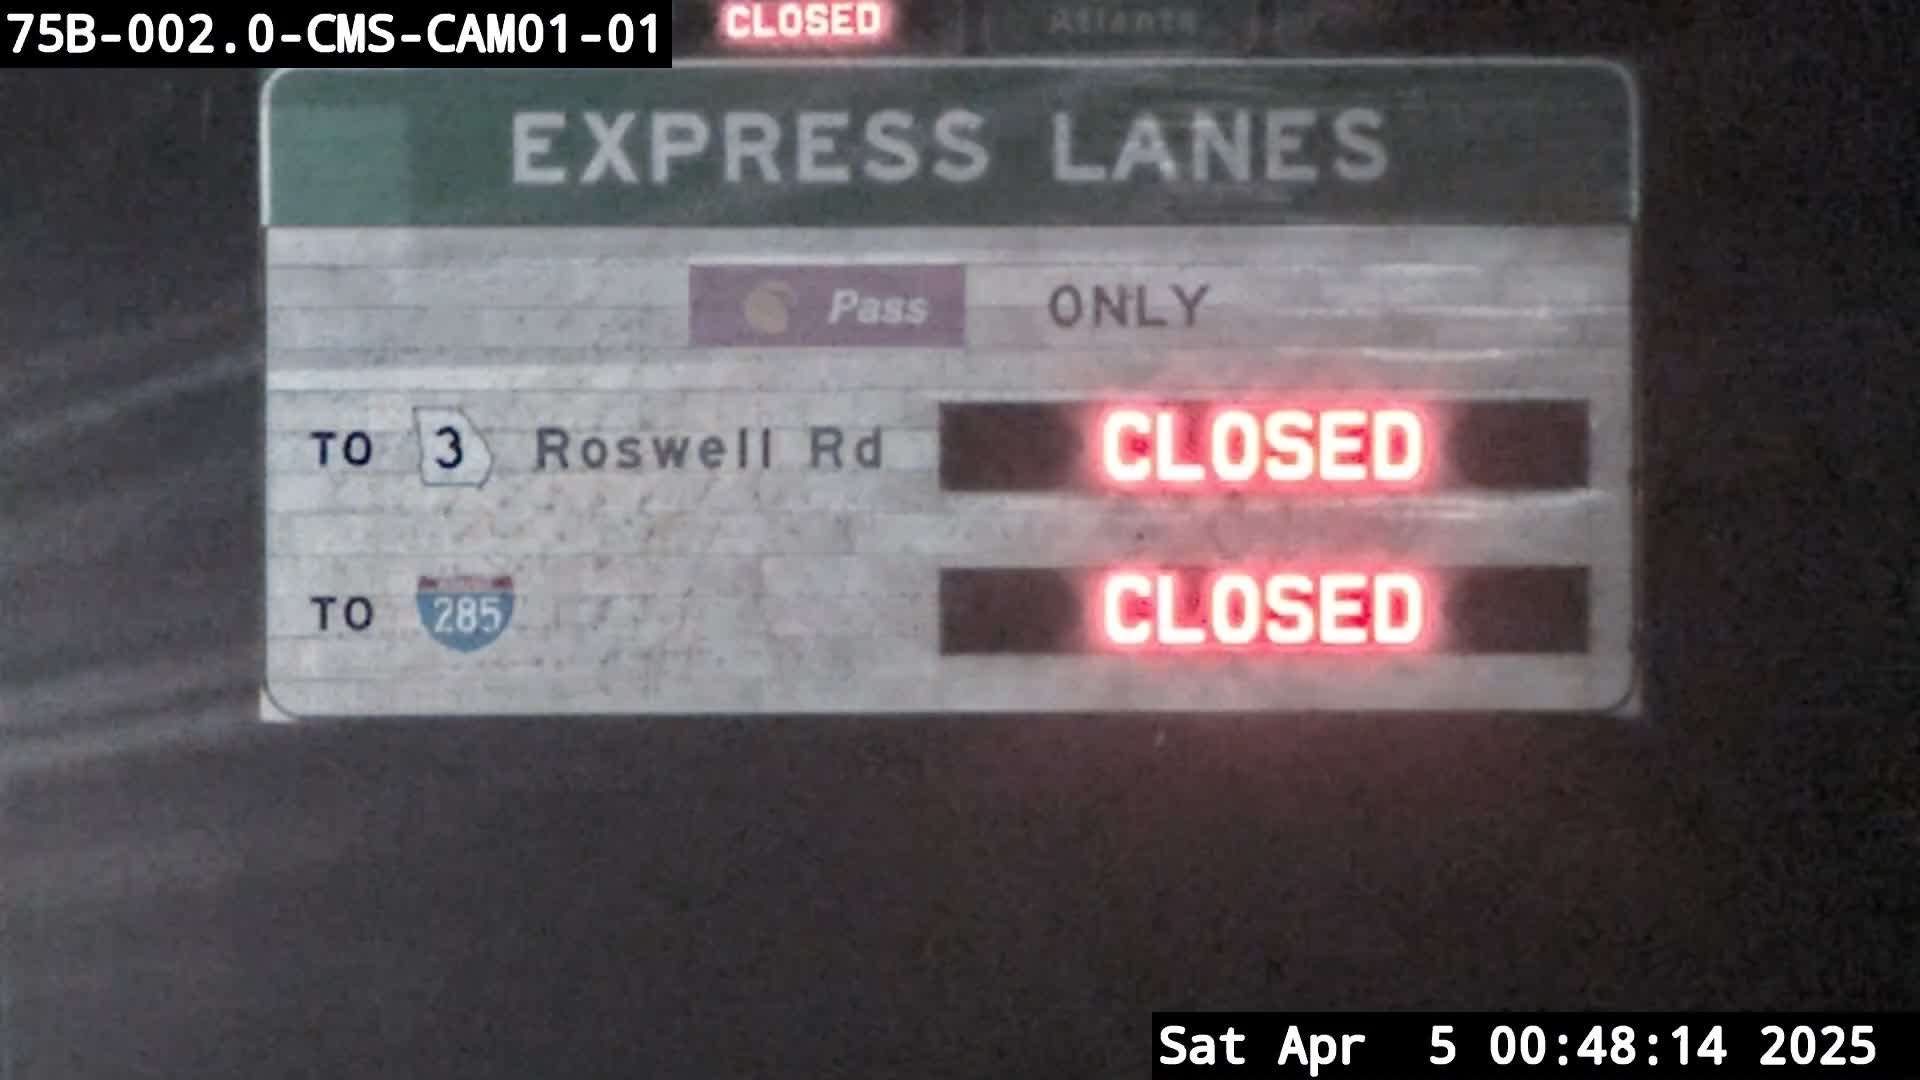 75B-002.0-CMS-CAM01-01
CLOSED
Atlanta
EXPRESS LANES
Pass ONLY
TO 3 Roswell Rd CLOSED
TO 285 CLOSED
Sat Apr 5 00:48:14 2025